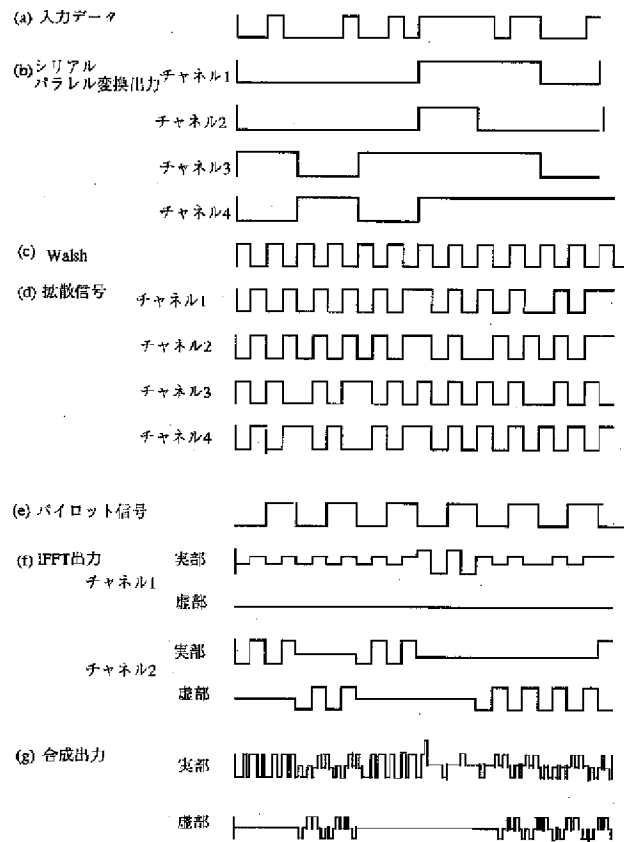 (a) 入力データ
(b) シリアル
パラレル変換出力
チャネル1
チャネル2
チャネル3
チャネル4
(c) Walsh
(d) 拡散信号
チャネル1
チャネル2
チャネル3
チャネル4
(e) パイロット信号
(f) IFFT出力
チャネル1
実部
虚部
チャネル2
実部
虚部
(g) 合成出力
実部
虚部